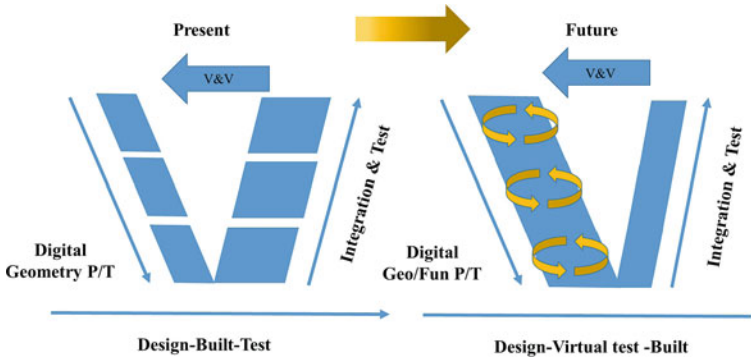 Present
Future
V&V
V&V
Integration & Test
Integration & Test
Digital
Geometry P/T
Digital
Geo/Fun P/T
Design-Built-Test
Design-Virtual test -Built